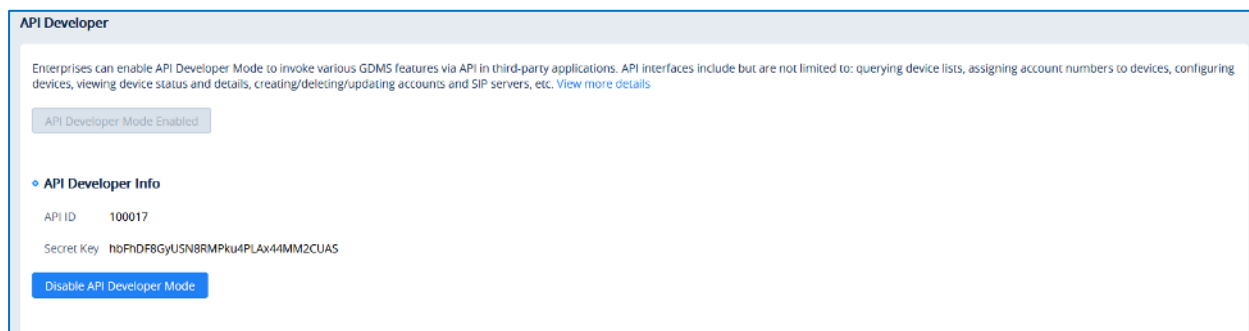 API Developer
Enterprises can enable API Developer Mode to invoke various GDMS features via API in third-party applications. API interfaces include but are not limited to: querying device lists, assigning account numbers to devices, configuring
devices, viewing device status and details, creating/deleting/updating accounts and SIP servers, etc. View more details
API Developer Mode Enabled
API Developer Info
API ID 100017
Secret Key hbFhDF8GyUSN8RMPku4PLAx44MM2CUAS
Disable API Developer Mode